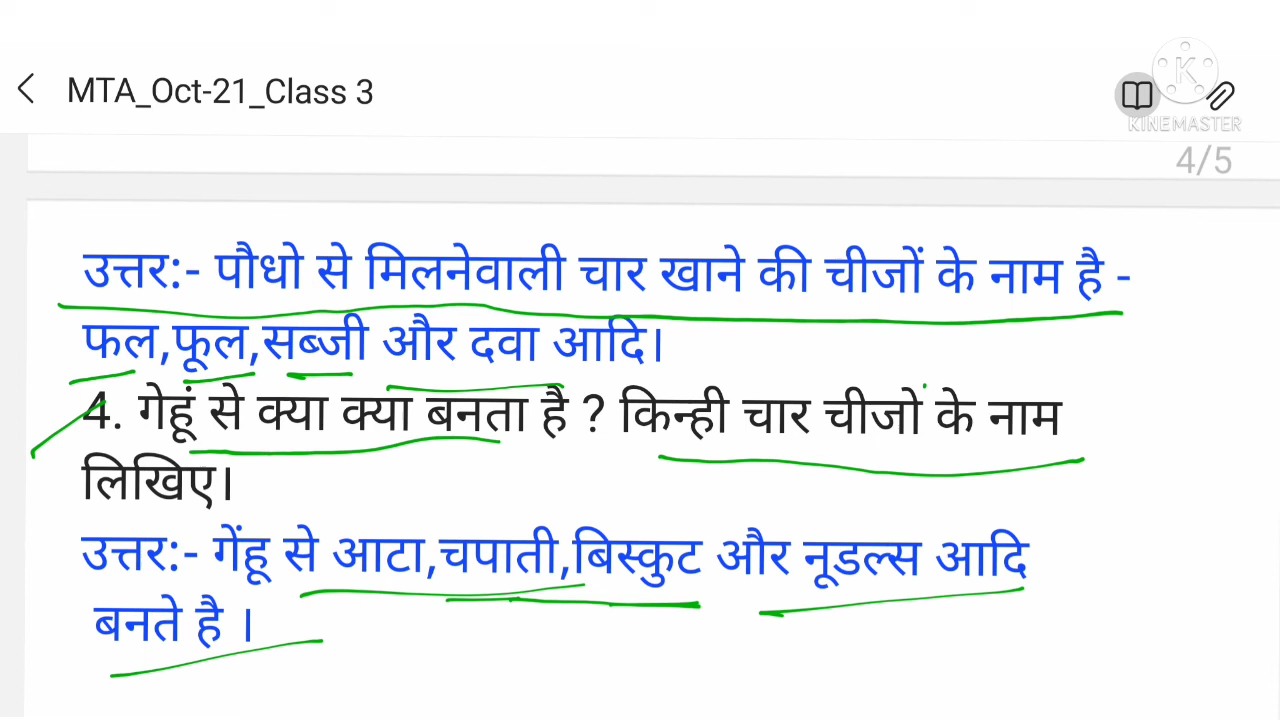 MTA_Oct-21_Class 3
K
KINEMASTER
4/5
उत्तर:- पौधो से मिलनेवाली चार खाने की चीजों के नाम है -
फल,फूल,सब्जी और दवा आदि।
4. गेहूं से क्या क्या बनता है ? किन्ही चार चीजो के नाम
लिखिए।
उत्तर:- गेंहू से आटा,चपाती,बिस्कुट और नूडल्स आदि
बनते है ।